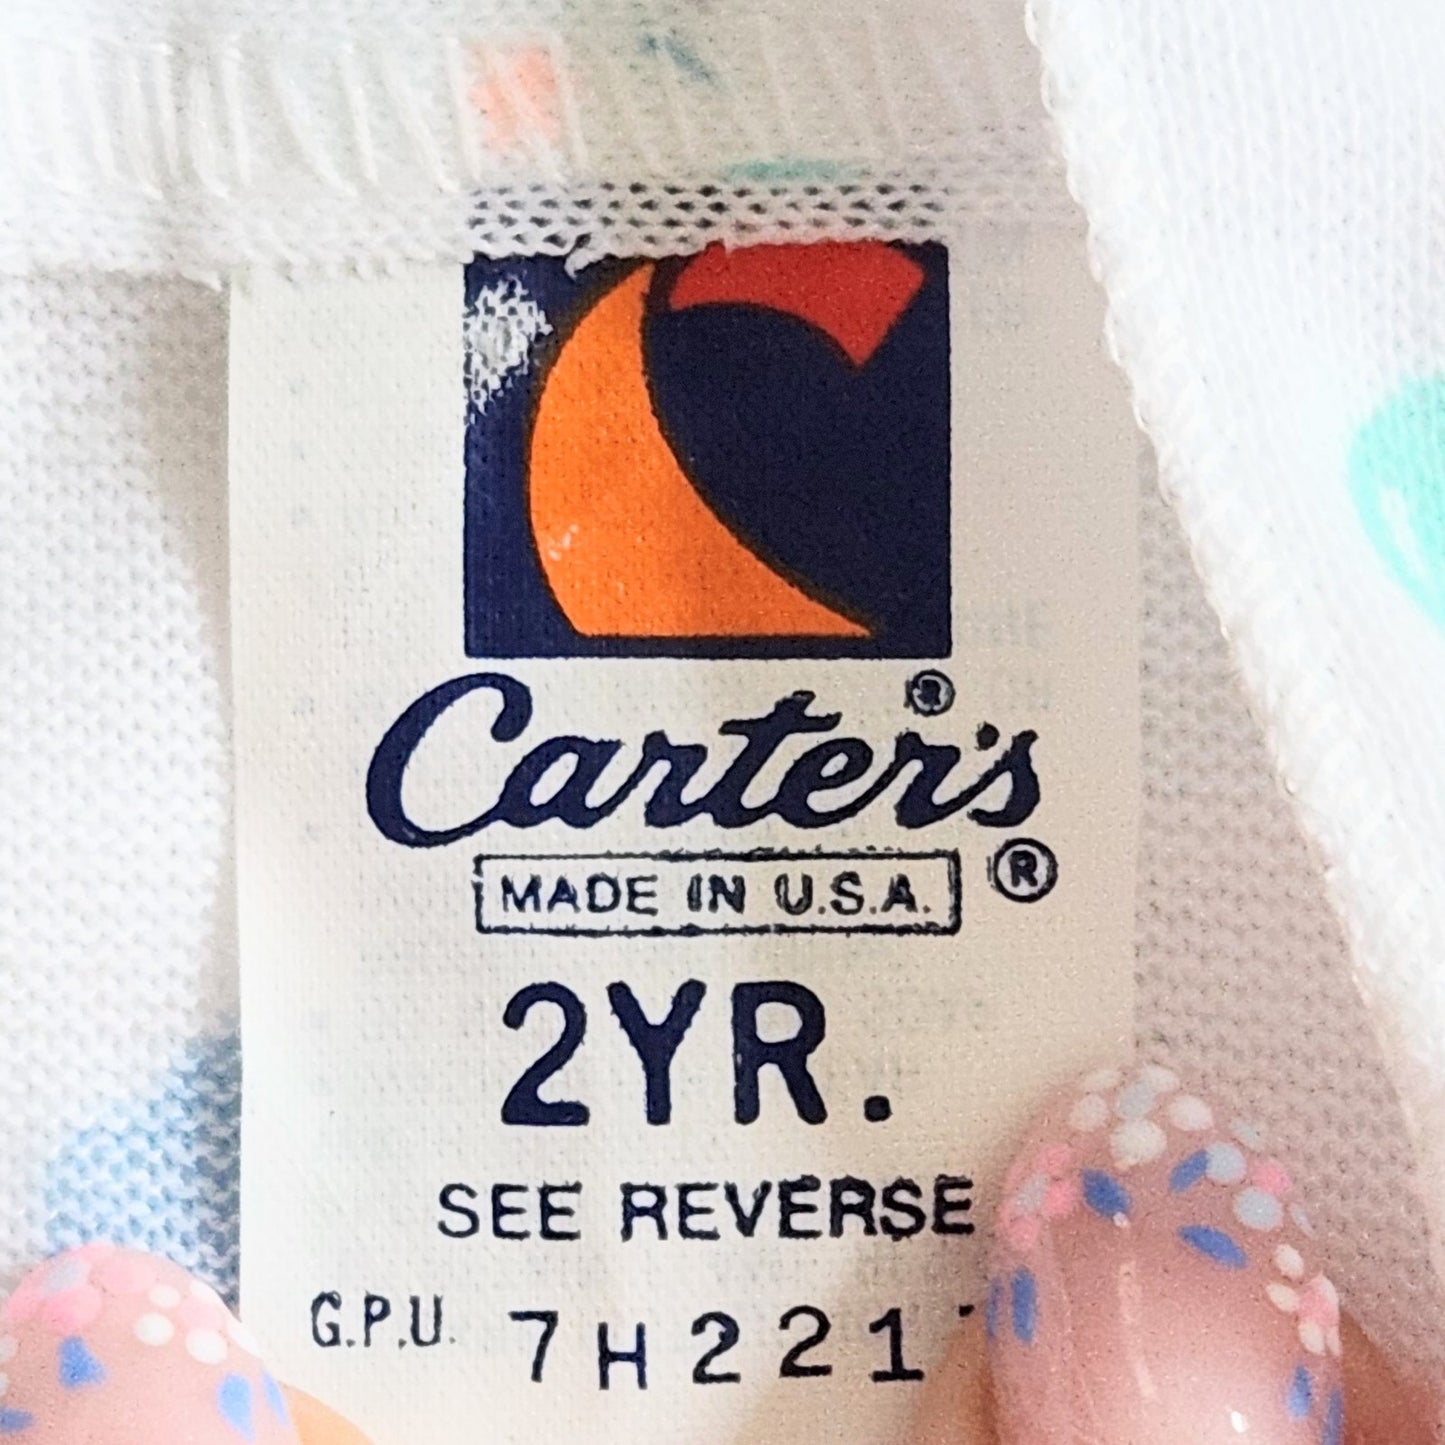 Carter's®
MADE IN U.S.A. ®
2YR.
SEE REVERSE
G.P.U. 7H221